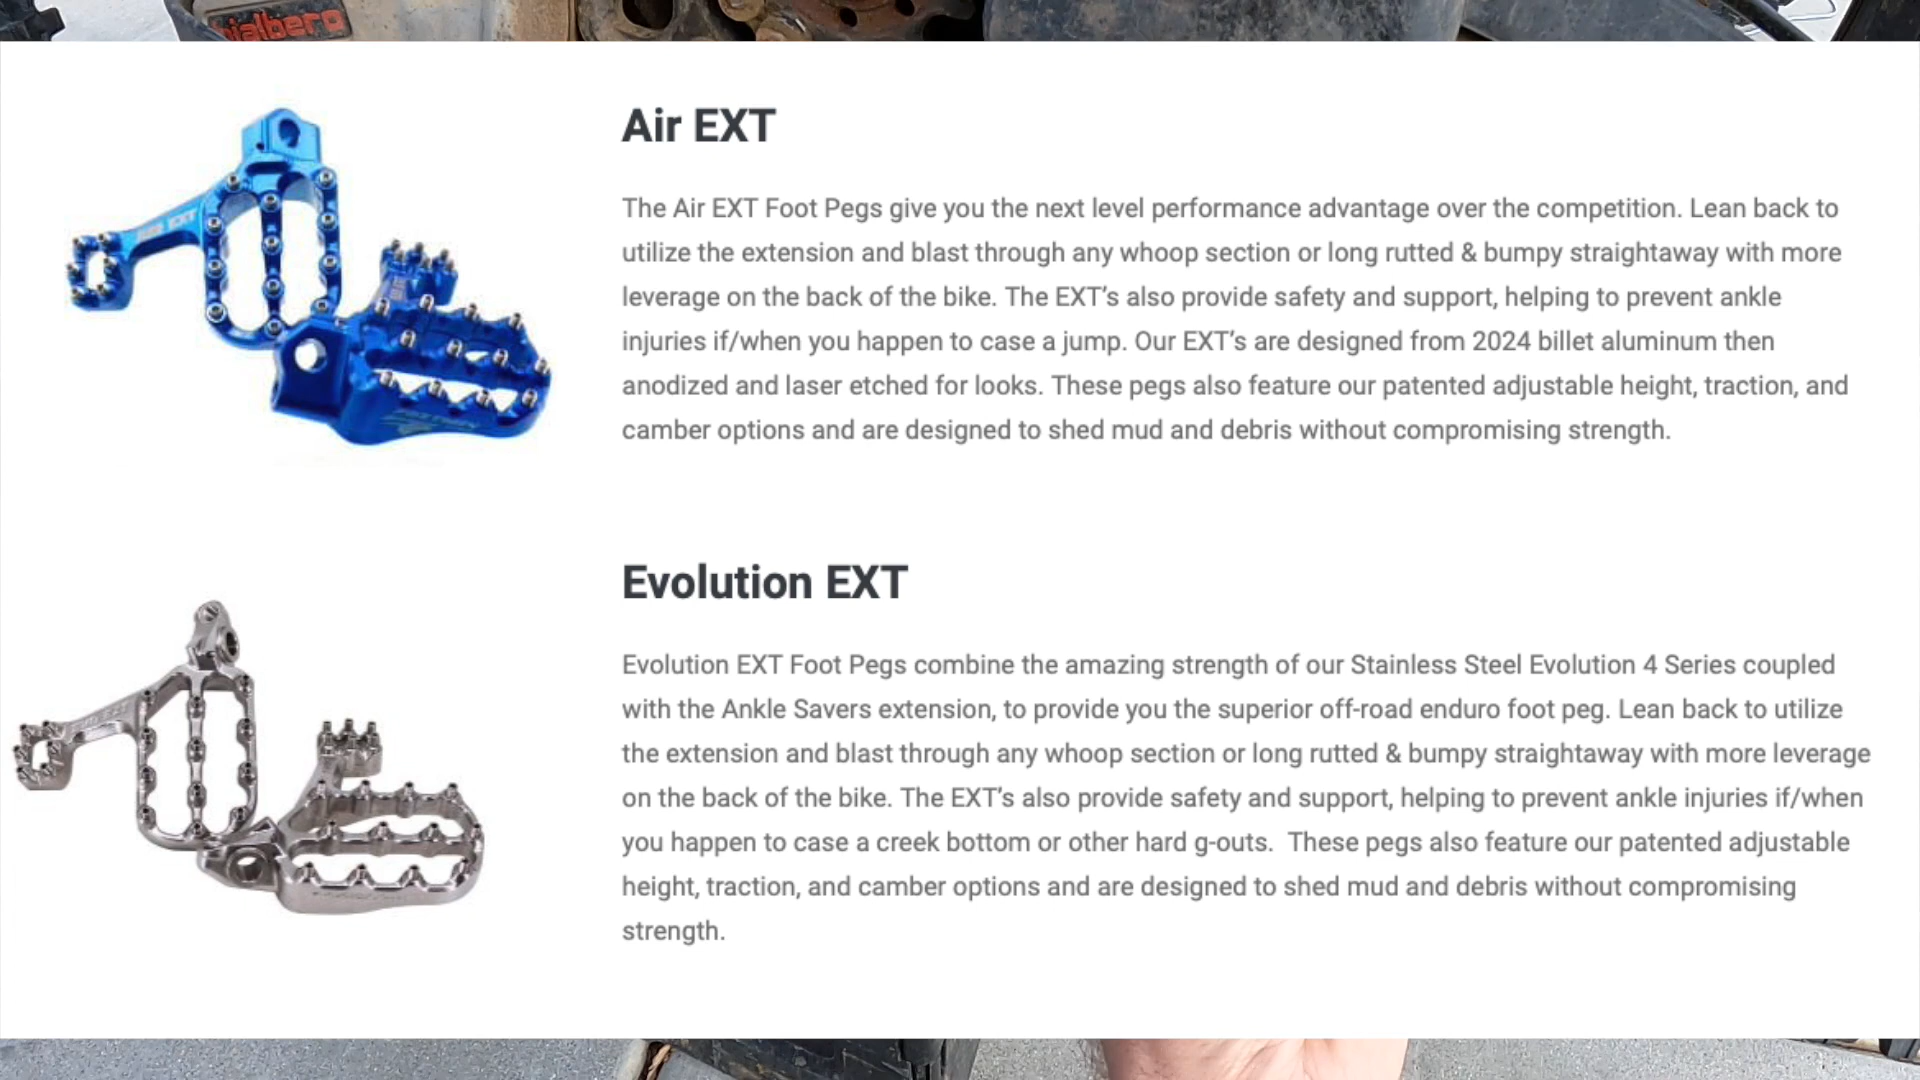 Air EXT
The Air EXT Foot Pegs give you the next level performance advantage over the competition. Lean back to
utilize the extension and blast through any whoop section or long rutted & bumpy straightaway with more
leverage on the back of the bike. The EXT’s also provide safety and support, helping to prevent ankle
injuries if/when you happen to case a jump. Our EXT’s are designed from 2024 billet aluminum then
anodized and laser etched for looks. These pegs also feature our patented adjustable height, traction, and
camber options and are designed to shed mud and debris without compromising strength.
Evolution EXT
Evolution EXT Foot Pegs combine the amazing strength of our Stainless Steel Evolution 4 Series coupled
with the Ankle Savers extension, to provide you the superior off-road enduro foot peg. Lean back to utilize
the extension and blast through any whoop section or long rutted & bumpy straightaway with more leverage
on the back of the bike. The EXT’s also provide safety and support, helping to prevent ankle injuries if/when
you happen to case a creek bottom or other hard g-outs.  These pegs also feature our patented adjustable
height, traction, and camber options and are designed to shed mud and debris without compromising
strength.